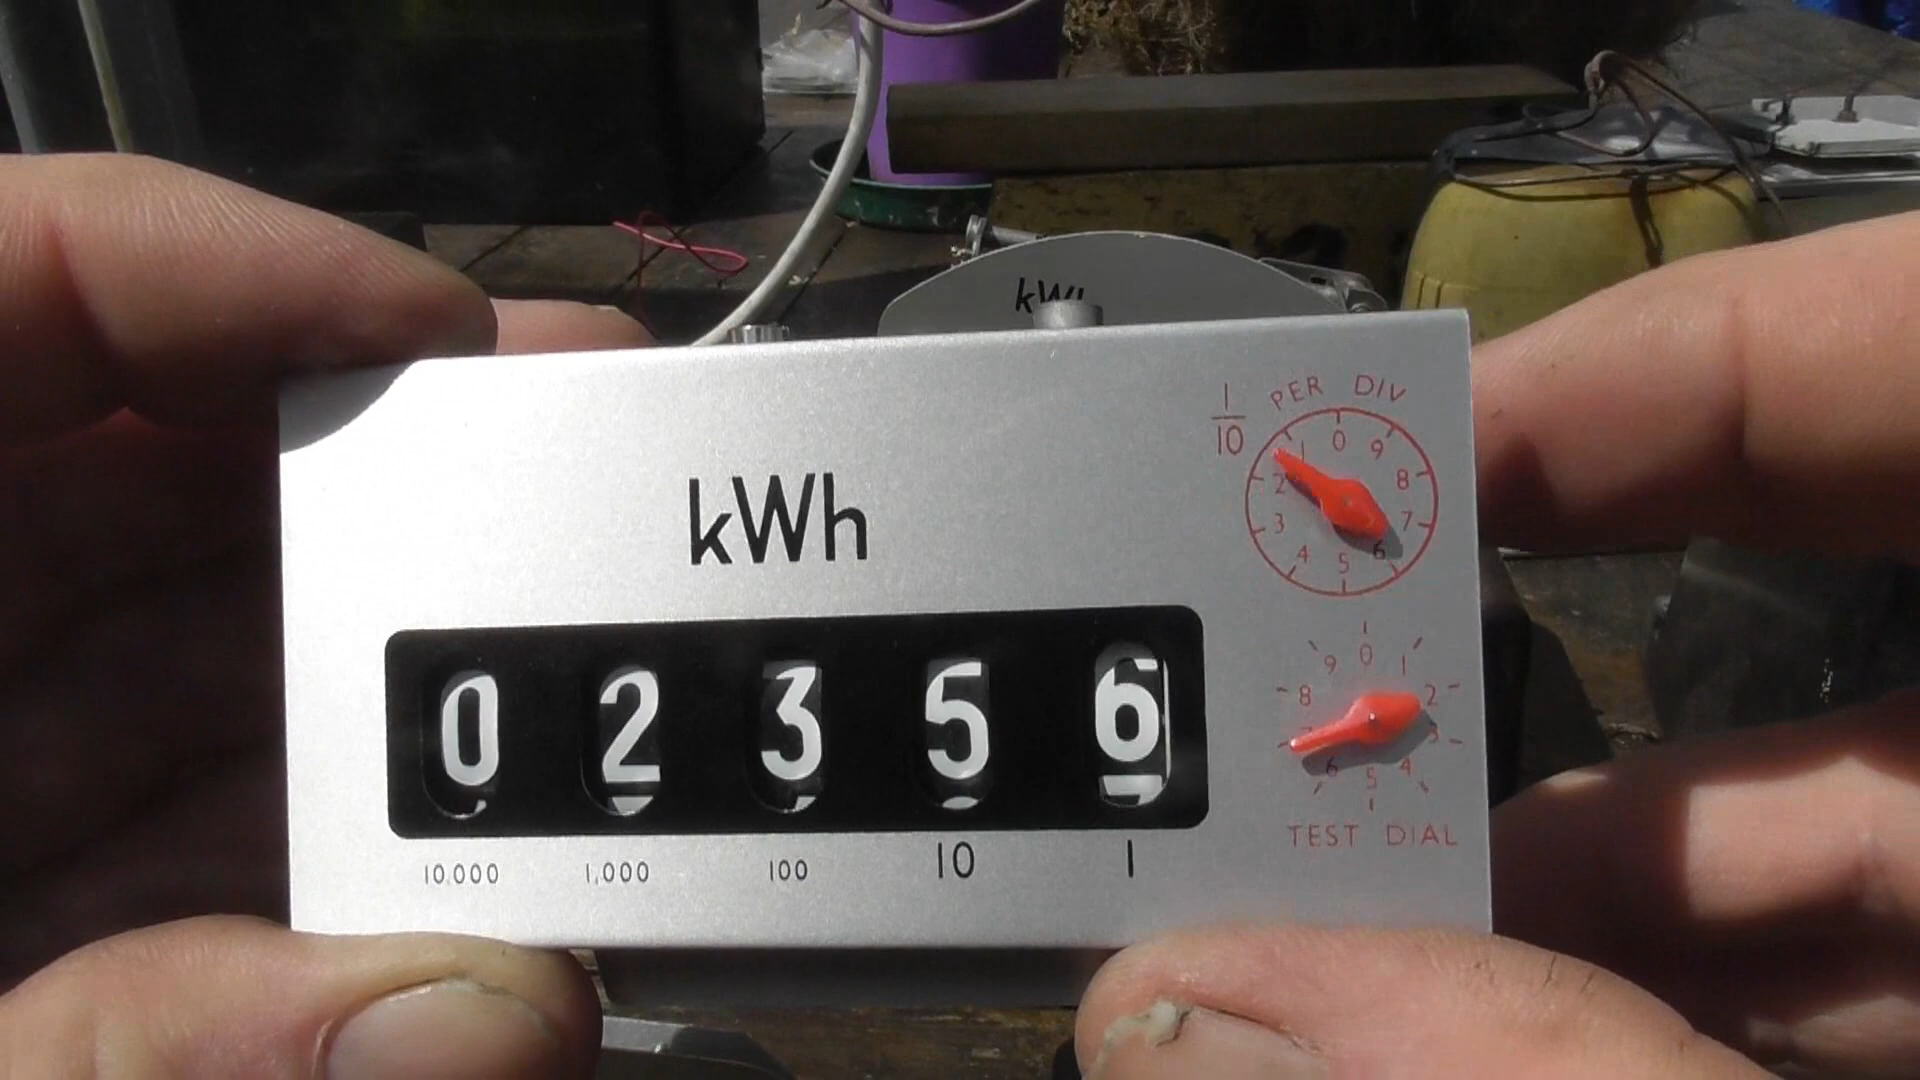 kWh
1/10 PER DIV
0 9 8 7 6 5 4 3 2 1
kWh
0 2 3 5 6
10,000 1,000 100 10 1
0 1 2 3 4 5 6 7 8 9
TEST DIAL